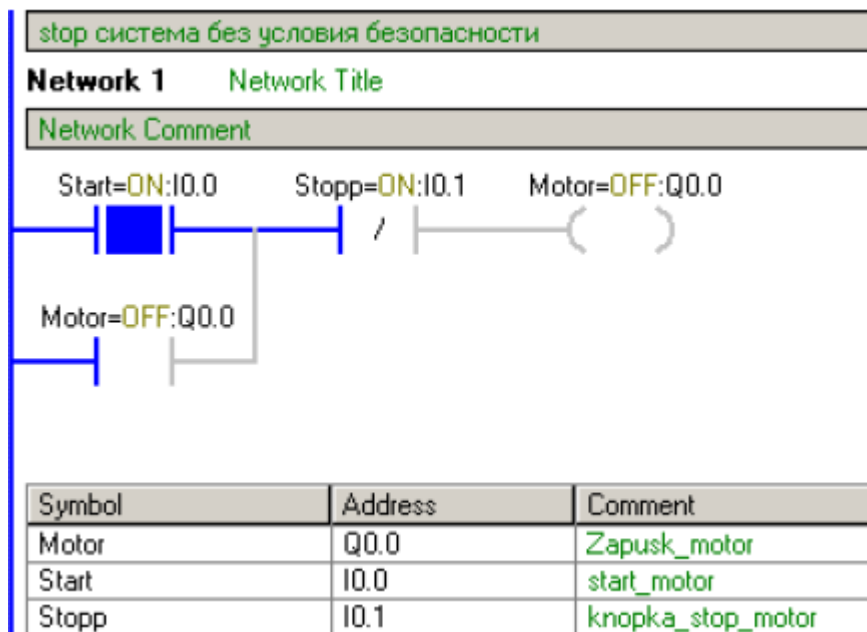 stop система без условия безопасности
Network 1 Network Title
Network Comment
Start=ON:I0.0 Stopp=ON:I0.1 Motor=OFF:Q0.0
/
Motor=OFF:Q0.0
Symbol Address Comment
Motor Q0.0 Zapusk_motor
Start I0.0 start_motor
Stopp I0.1 knopka_stop_motor